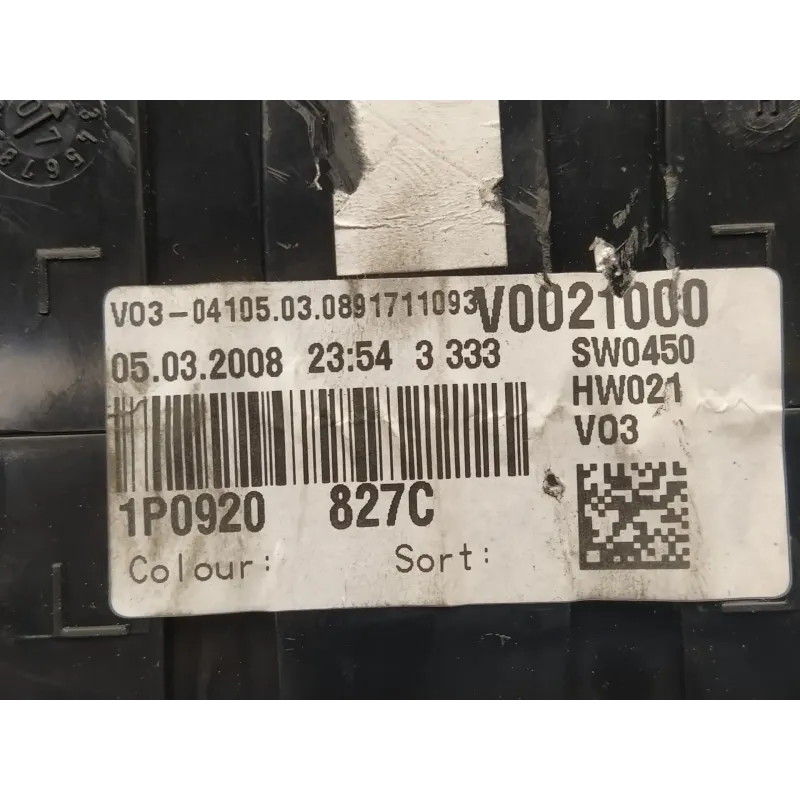 V03-04105.03.0891711093 V0021000
05.03.2008 23:54 3 333 SW0450
HW021
V03
1P0920 827C
Colour: Sort: